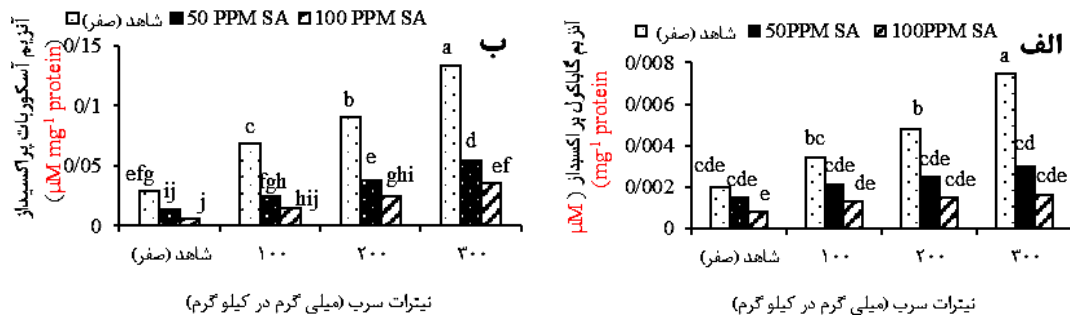 الف
شاهد (صفر) 50PPM SA 100PPM SA
آنزیم گایاکول پراکسیداز (µM
mg-1 protein)
0/008
0/006
0/004
0/002
0
cde cde e
bc cde de
b cde cde
a cd cde
شاهد (صفر) ۱۰۰ ۲۰۰ ۳۰۰
نیترات سرب (میلی گرم در کیلو گرم)
ب
شاهد (صفر) 50 PPM SA 100 PPM SA
آنزیم آسکوربات پراکسیداز
(µM mg-1 protein)
0/15
0/1
0/05
0
efg ij j
c fgh hij
b e ghi
a d ef
شاهد (صفر) ۱۰۰ ۲۰۰ ۳۰۰
نیترات سرب (میلی گرم در کیلو گرم)